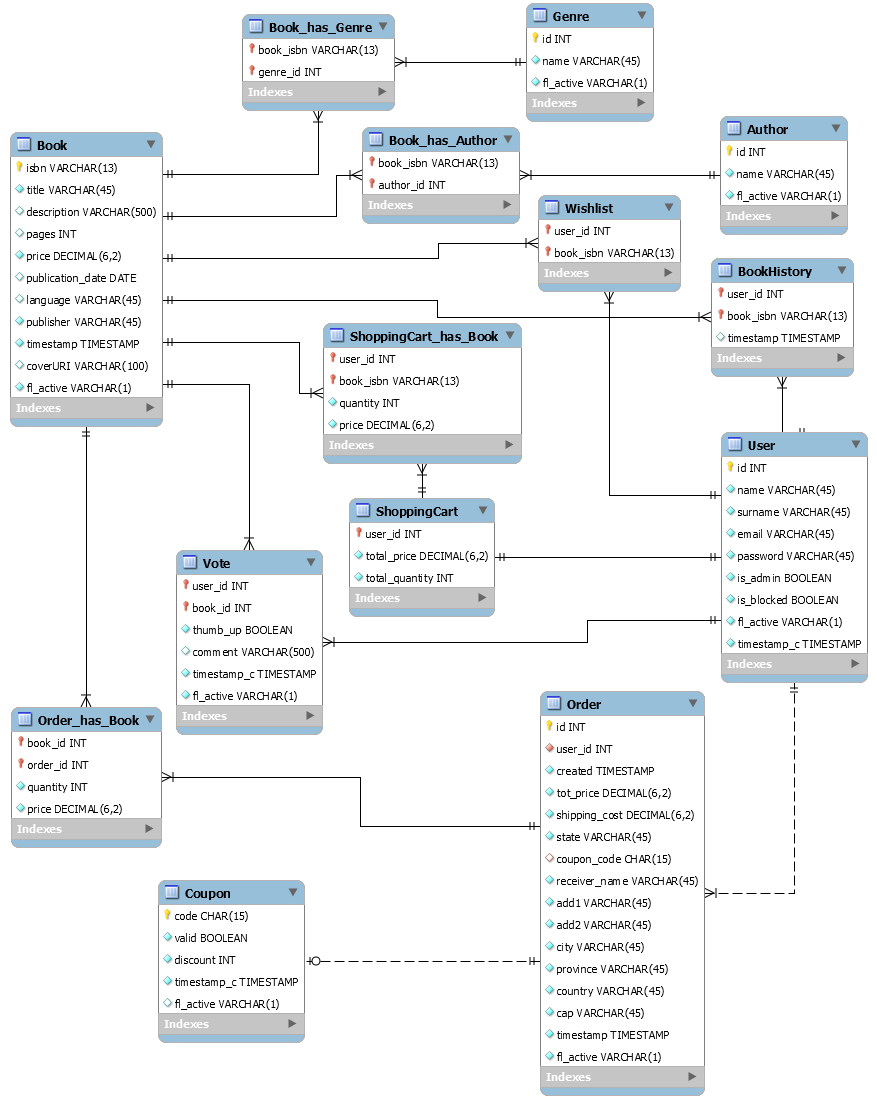 Book_has_Genre
book_isbn VARCHAR(13)
genre_id INT
Indexes
Genre
id INT
name VARCHAR(45)
fl_active VARCHAR(1)
Indexes
Book
isbn VARCHAR(13)
title VARCHAR(45)
description VARCHAR(500)
pages INT
price DECIMAL(6,2)
publication_date DATE
language VARCHAR(45)
publisher VARCHAR(45)
timestamp TIMESTAMP
coverURI VARCHAR(100)
fl_active VARCHAR(1)
Indexes
Book_has_Author
book_isbn VARCHAR(13)
author_id INT
Indexes
Author
id INT
name VARCHAR(45)
fl_active VARCHAR(1)
Indexes
Wishlist
user_id INT
book_isbn VARCHAR(13)
Indexes
BookHistory
user_id INT
book_isbn VARCHAR(13)
timestamp TIMESTAMP
Indexes
ShoppingCart_has_Book
user_id INT
book_isbn VARCHAR(13)
quantity INT
price DECIMAL(6,2)
Indexes
User
id INT
name VARCHAR(45)
surname VARCHAR(45)
email VARCHAR(45)
password VARCHAR(45)
is_admin BOOLEAN
is_blocked BOOLEAN
fl_active VARCHAR(1)
timestamp_c TIMESTAMP
Indexes
ShoppingCart
user_id INT
total_price DECIMAL(6,2)
total_quantity INT
Indexes
Vote
user_id INT
book_id INT
thumb_up BOOLEAN
comment VARCHAR(500)
timestamp_c TIMESTAMP
fl_active VARCHAR(1)
Indexes
Order_has_Book
book_id INT
order_id INT
quantity INT
price DECIMAL(6,2)
Indexes
Order
id INT
user_id INT
created TIMESTAMP
tot_price DECIMAL(6,2)
shipping_cost DECIMAL(6,2)
state VARCHAR(45)
coupon_code CHAR(15)
receiver_name VARCHAR(45)
add1 VARCHAR(45)
add2 VARCHAR(45)
city VARCHAR(45)
province VARCHAR(45)
country VARCHAR(45)
cap VARCHAR(45)
timestamp TIMESTAMP
fl_active VARCHAR(1)
Indexes
Coupon
code CHAR(15)
valid BOOLEAN
discount INT
timestamp_c TIMESTAMP
fl_active VARCHAR(1)
Indexes